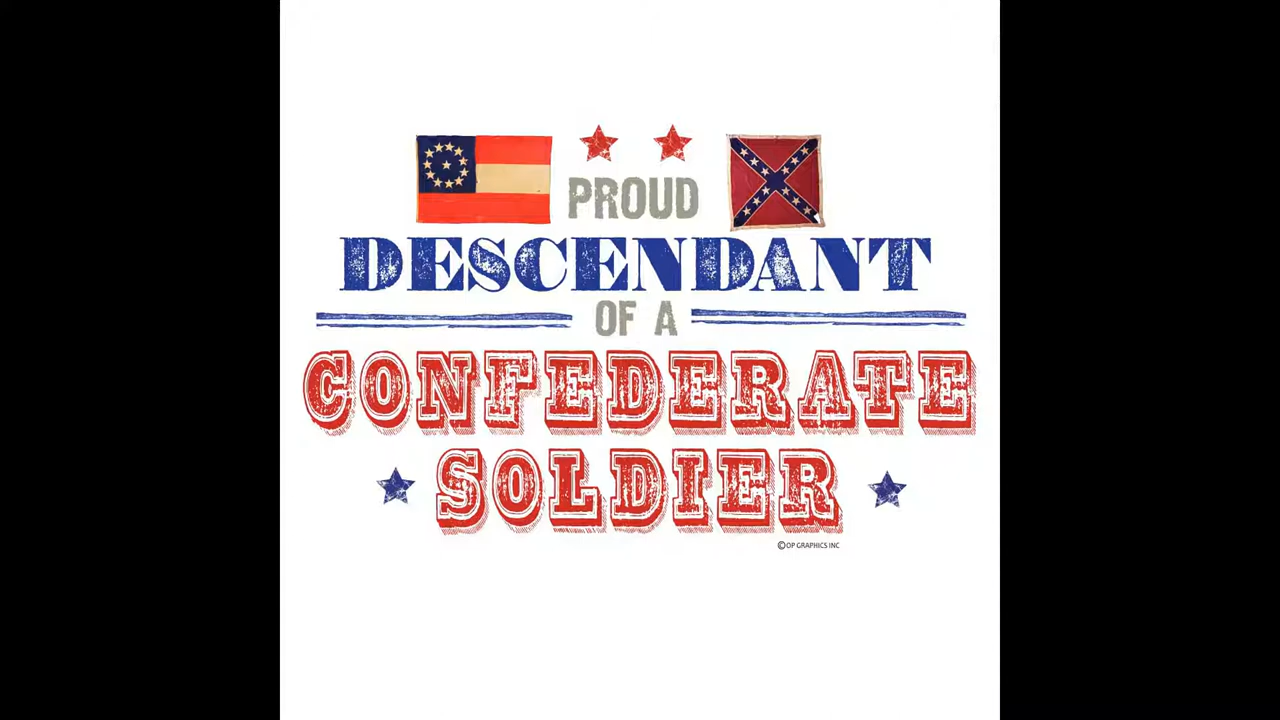 PROUD
DESCENDANT
OF A
CONFEDERATE
SOLDIER
©OP GRAPHICS INC